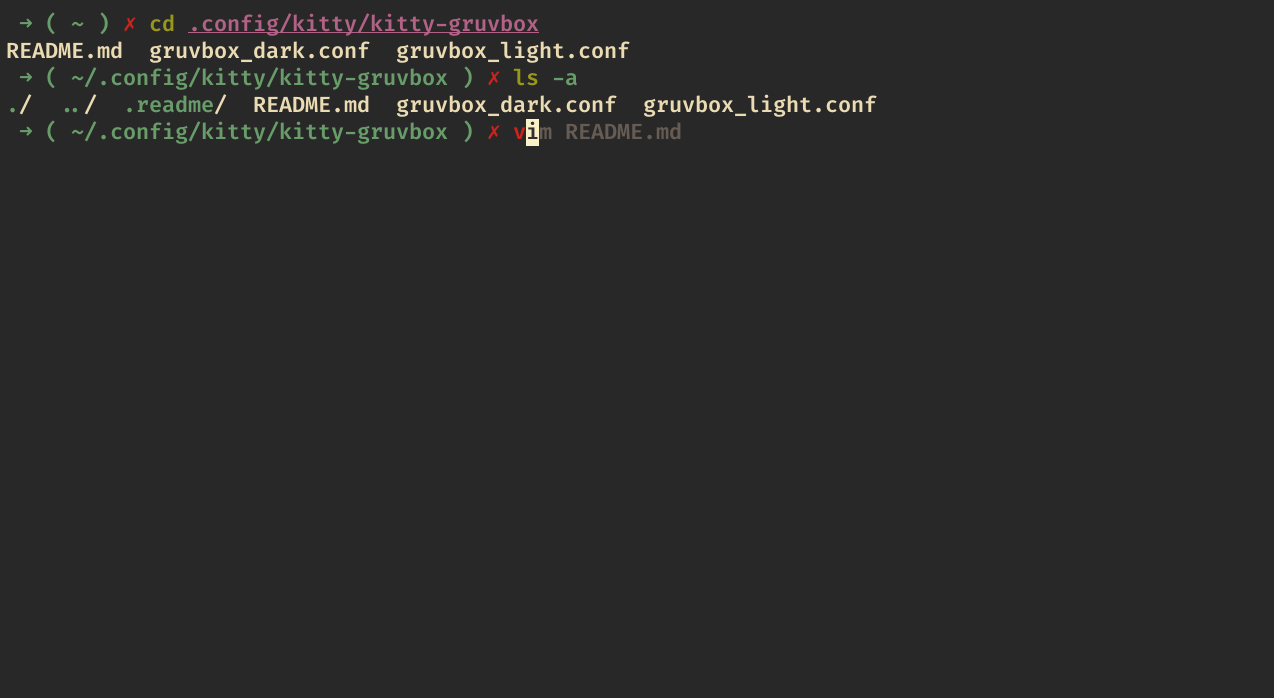 → ( ~ ) ✗ cd .config/kitty/kitty-gruvbox
README.md  gruvbox_dark.conf  gruvbox_light.conf
→ ( ~/.config/kitty/kitty-gruvbox ) ✗ ls -a
./  ../  .readme/  README.md  gruvbox_dark.conf  gruvbox_light.conf
→ ( ~/.config/kitty/kitty-gruvbox ) ✗ vim README.md